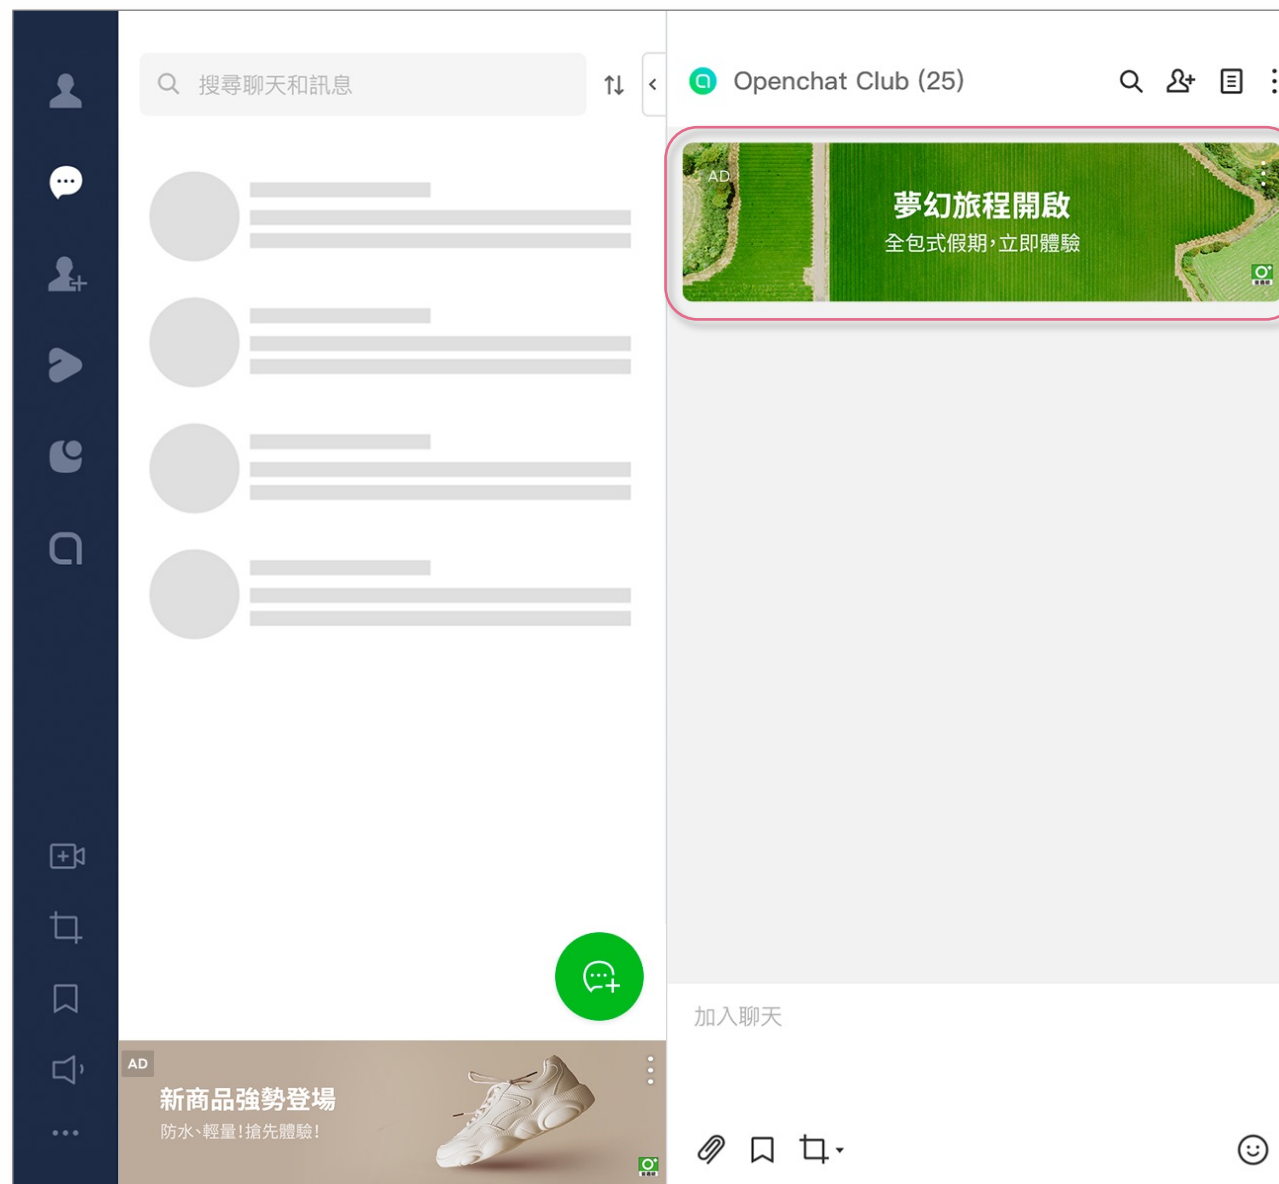 搜尋聊天和訊息
Openchat Club (25)
AD
夢幻旅程開啟
全包式假期，立即體驗
加入聊天
AD
新商品強勢登場
防水、輕量！搶先體驗！